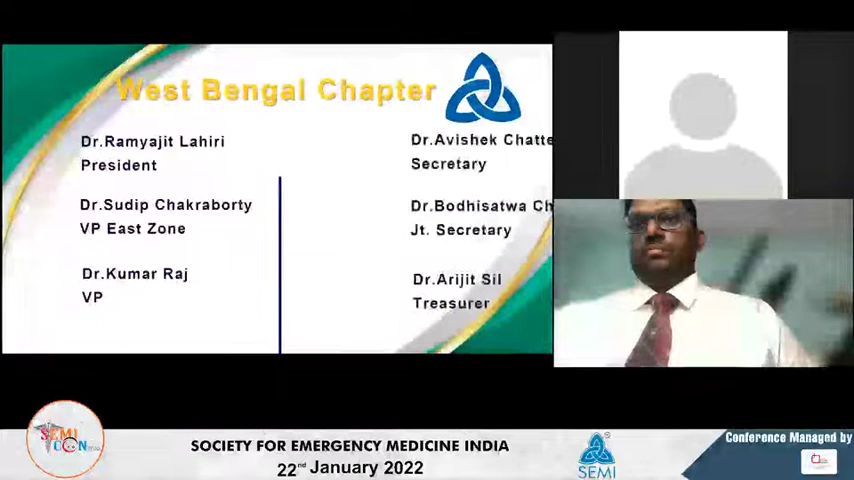 West Bengal Chapter
Dr.Ramyajit Lahiri
President
Dr.Sudip Chakraborty
VP East Zone
Dr.Kumar Raj
VP
Dr.Avishek Chatte
Secretary
Dr.Bodhisatwa Ch
Jt. Secretary
Dr.Arijit Sil
Treasurer
SEMI
CON
SOCIETY FOR EMERGENCY MEDICINE INDIA
22nd January 2022
SEMI
Conference Managed by